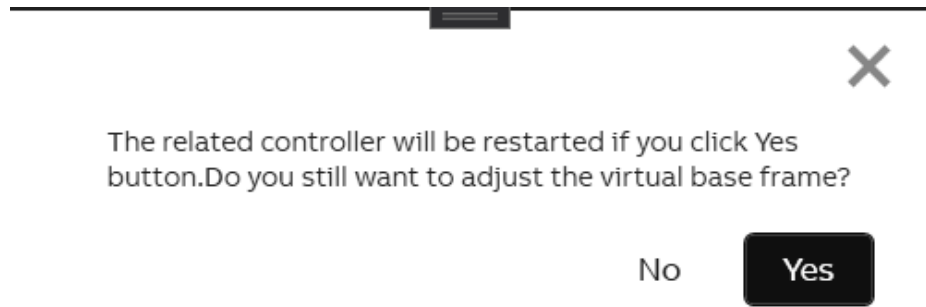 The related controller will be restarted if you click Yes
button.Do you still want to adjust the virtual base frame?
No Yes